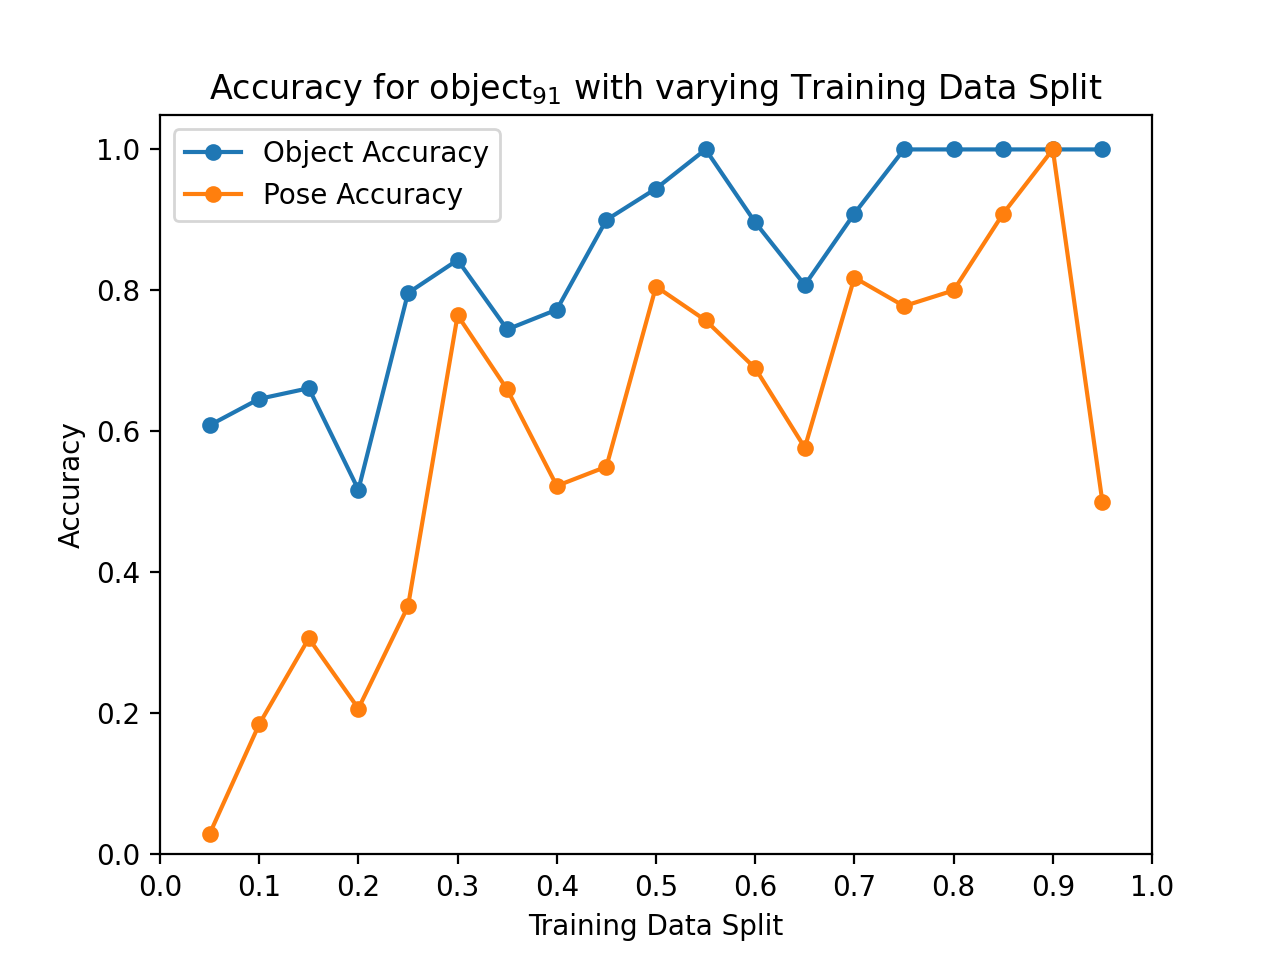 Accuracy for object₉₁ with varying Training Data Split
Object Accuracy
Pose Accuracy
1.0
0.8
0.6
0.4
0.2
0.0
Accuracy
0.0 0.1 0.2 0.3 0.4 0.5 0.6 0.7 0.8 0.9 1.0
Training Data Split